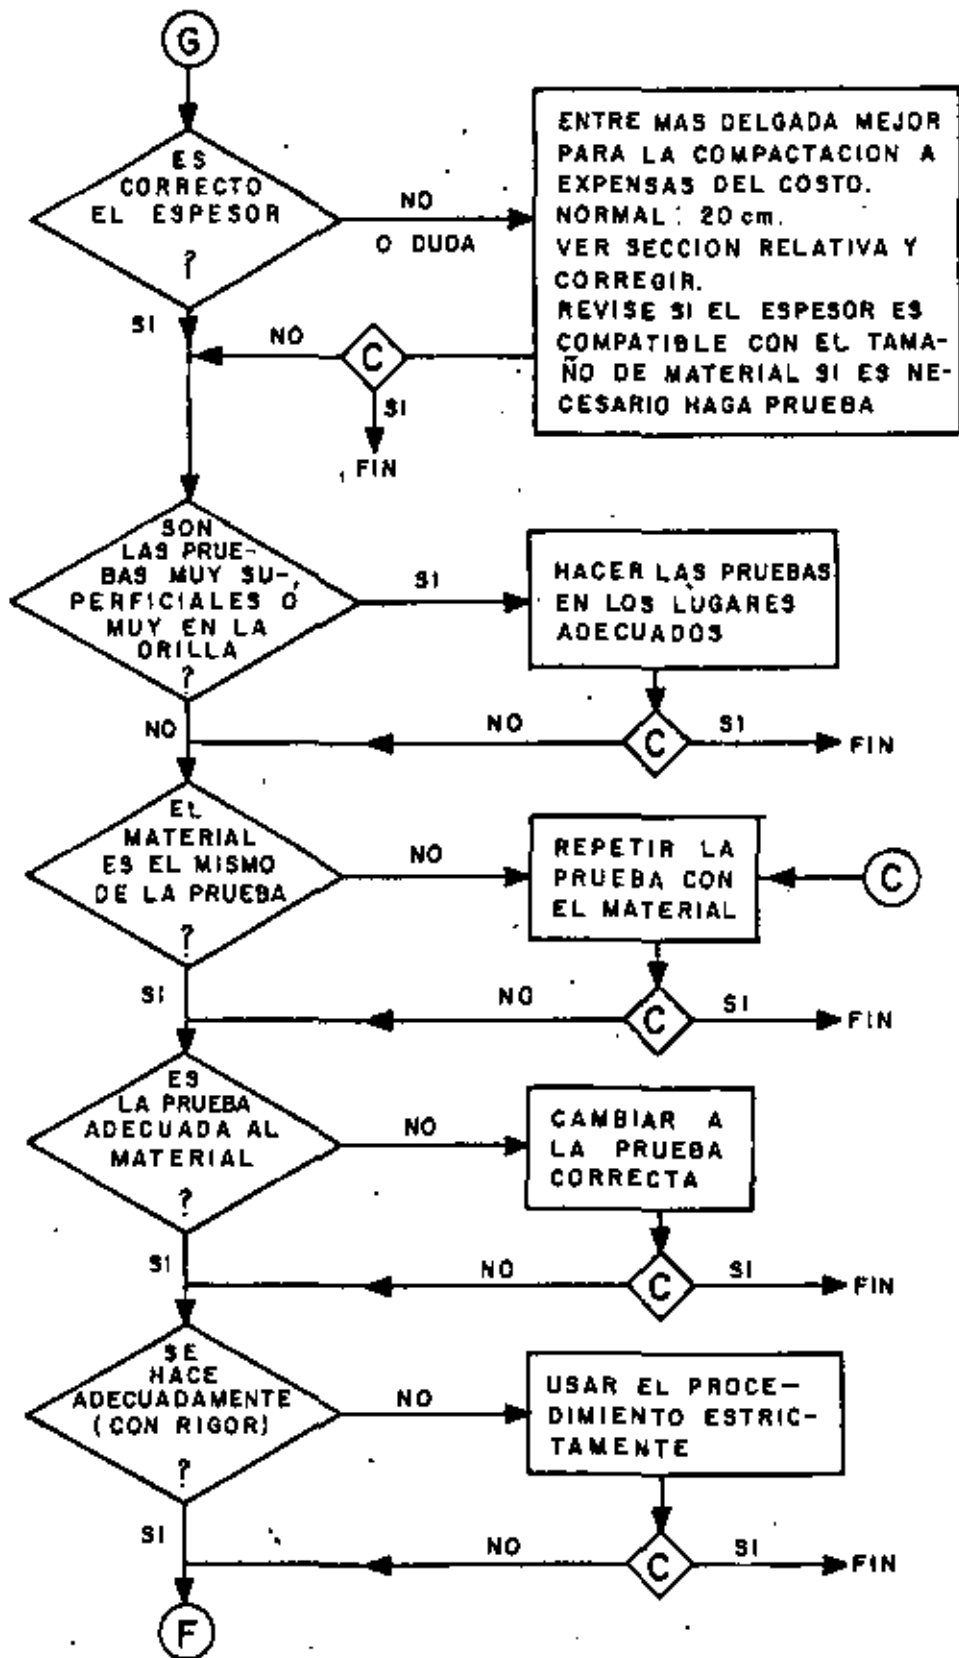 G
ES
CORRECTO
EL ESPESOR
?
NO
O DUDA
ENTRE MAS DELGADA MEJOR
PARA LA COMPACTACION A
EXPENSAS DEL COSTO.
NORMAL: 20 cm.
VER SECCION RELATIVA Y
CORREGIR.
REVISE SI EL ESPESOR ES
COMPATIBLE CON EL TAMA-
ÑO DE MATERIAL SI ES NE-
CESARIO HAGA PRUEBA
SI
NO
C
SI
FIN
SON
LAS PRUE-
BAS MUY SU-
PERFICIALES O
MUY EN LA
ORILLA
?
SI
HACER LAS PRUEBAS
EN LOS LUGARES
ADECUADOS
NO
NO
C
SI
FIN
EL
MATERIAL
ES EL MISMO
DE LA PRUEBA
?
NO
REPETIR LA
PRUEBA CON
EL MATERIAL
C
SI
NO
C
SI
FIN
ES
LA PRUEBA
ADECUADA AL
MATERIAL
?
NO
CAMBIAR A
LA PRUEBA
CORRECTA
SI
NO
C
SI
FIN
SE
HACE
ADECUADAMENTE
(CON RIGOR)
?
NO
USAR EL PROCE-
DIMIENTO ESTRIC-
TAMENTE
SI
NO
C
SI
FIN
F